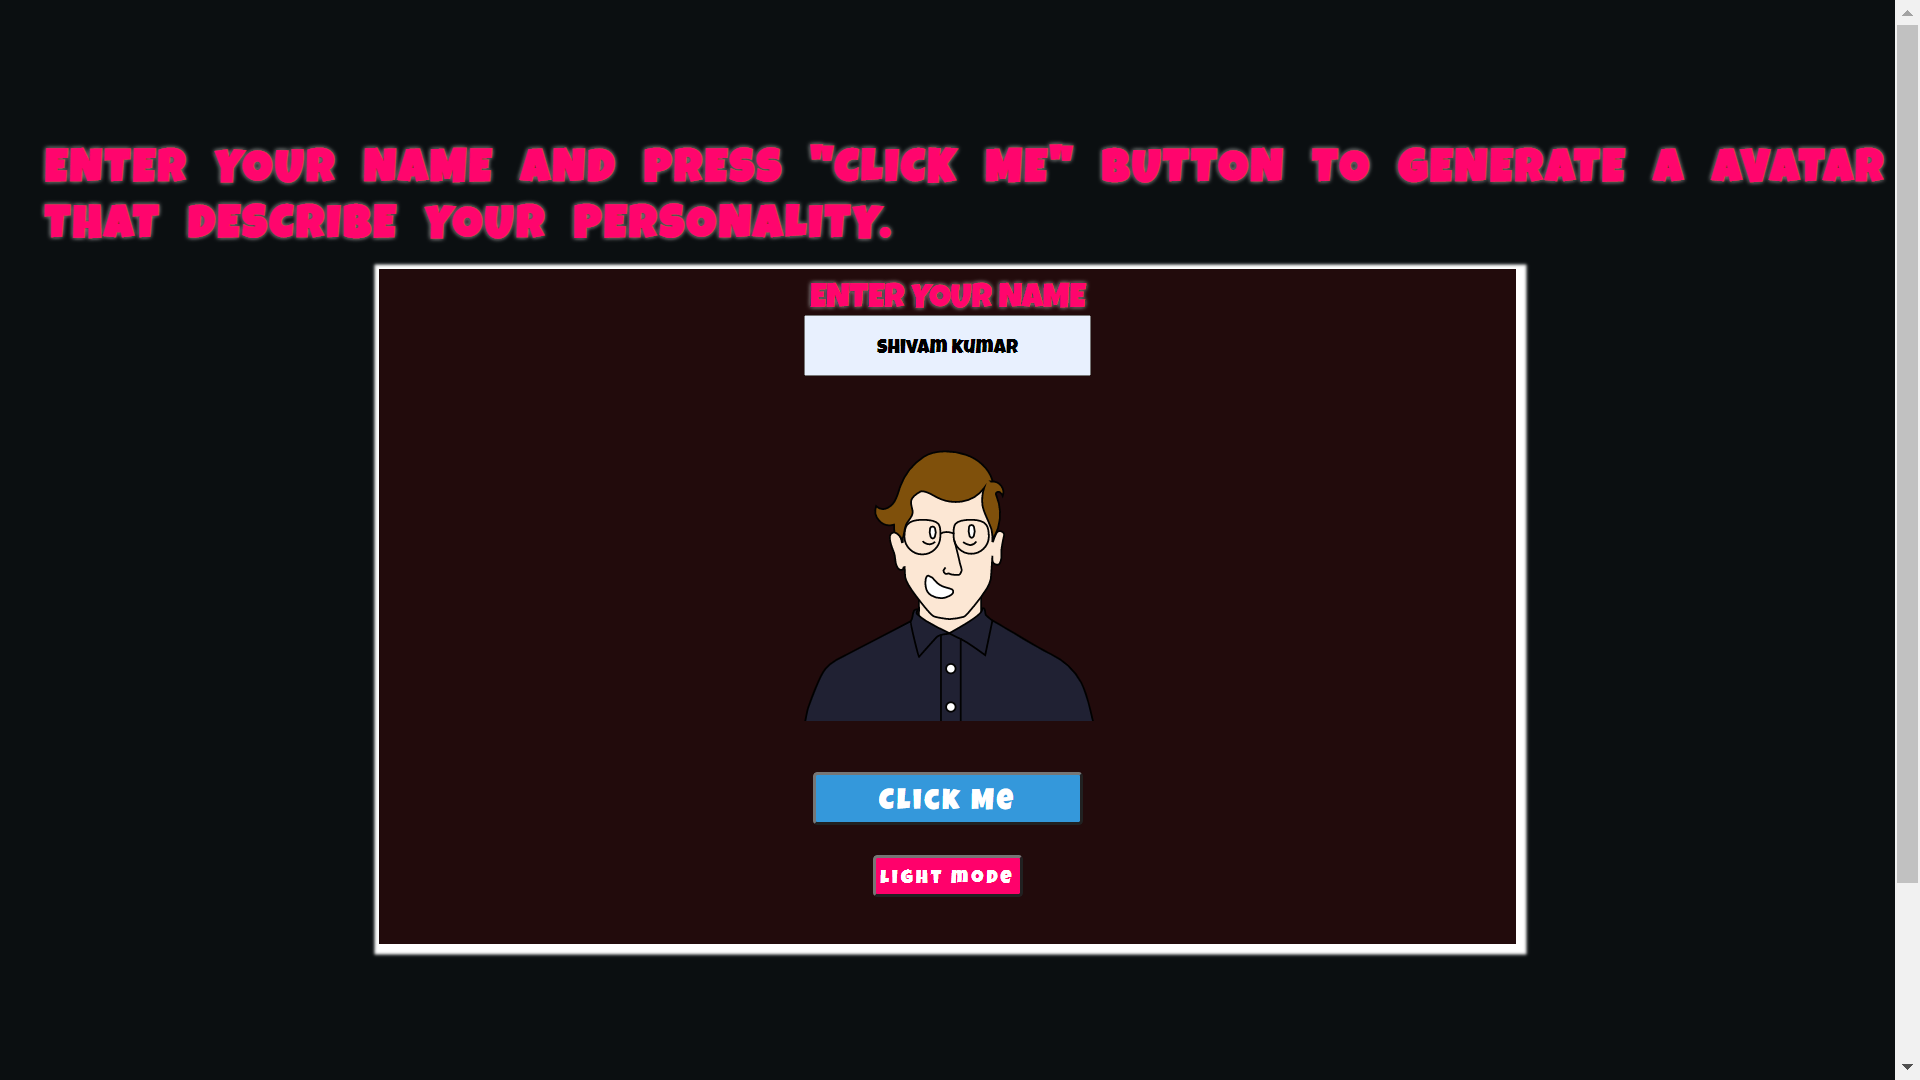 ENTER YOUR NAME AND PRESS "CLICK ME" BUTTON TO GENERATE A AVATAR
THAT DESCRIBE YOUR PERSONALITY.
ENTER YOUR NAME
SHIVAM KUMAR
CLICK ME
LIGHT MODE